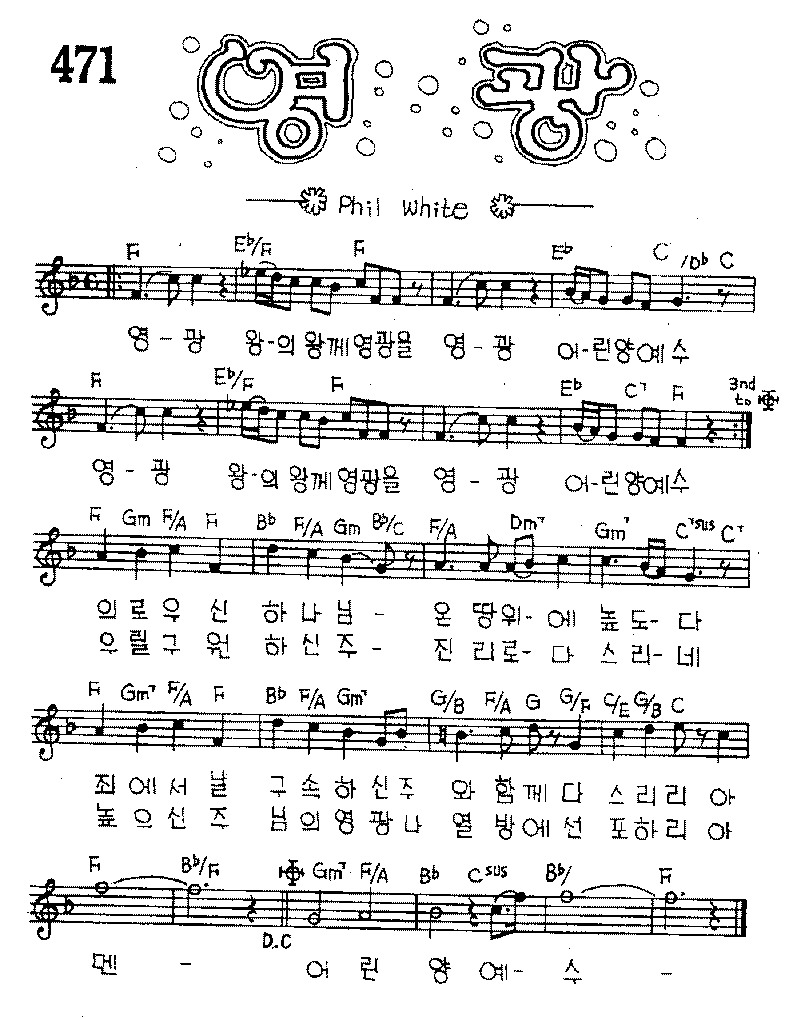 471
영광
Phil White
F Eb/F F Eb C /Db C
영 - 광 왕-의 왕께영광을 영 - 광 어-린양예수
F Eb/F F Eb C7 F 3nd to
영 - 광 왕-의 왕께영광을 영 - 광 어-린양예수
F Gm F/A F Bb F/A Gm Bb/C F/A Dm7 Gm7 C7sus C7
의로우 신 하나님 - 온 땅위-에 높도-다
우릴구 원 하신주 - 진 리로-다 스리-네
F Gm7 F/A F Bb F/A Gm7 G/B F/A G G/F C/E G/B C
죄에서 날 구속하신주 와 함께다 스리리 아
높으신 주 님의영광나 열 방에선 포하리아
F Bb/F Gm7 F/A Bb Csus Bb/ F
D.C
멘 - 어 린 양 예- 수 -